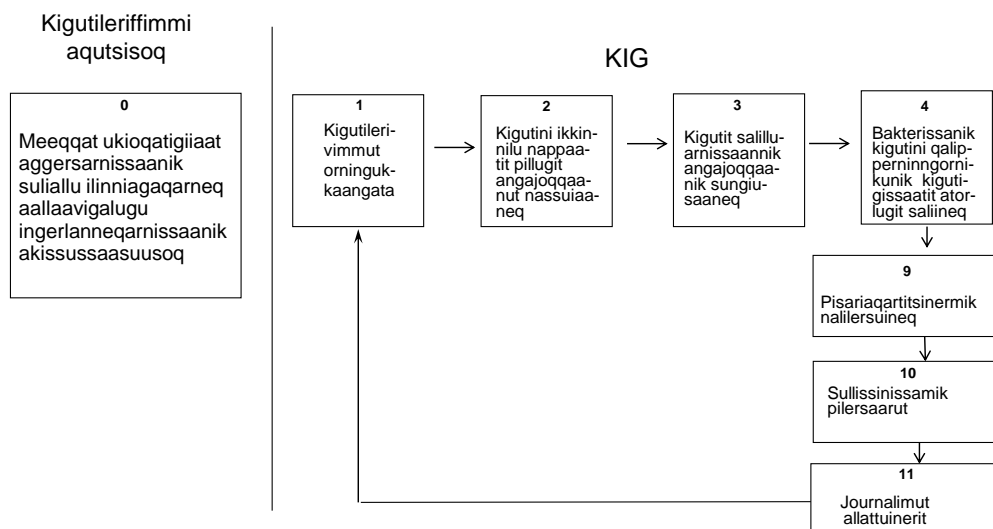 Kigutileriffimmi
aqutsisoq
0
Meeqqat ukioqatigiiaat
aggersarnissaanik
suliallu ilinniagaqarneq
aallaavigalugu
ingerlanneqarnissaanik
akissussaasuusoq
KIG
1
Kigutileri-
vimmut
orninguk-
kaangata
2
Kigutini ikkin-
nilu nappaa-
tit pillugit
angajoqqaa-
nut nassuiaa-
neq
3
Kigutit salillu-
arnissaannik
angajoqqaa-
nik sungiu-
saaneq
4
Bakterissanik
kigutini qalip-
perninngorni-
kunik kiguti-
gissaatit ator-
lugit saliineq
9
Pisariaqartitsinermik
nalilersuineq
10
Sullissinissamik
pilersaarut
11
Journalimut
allattuinerit